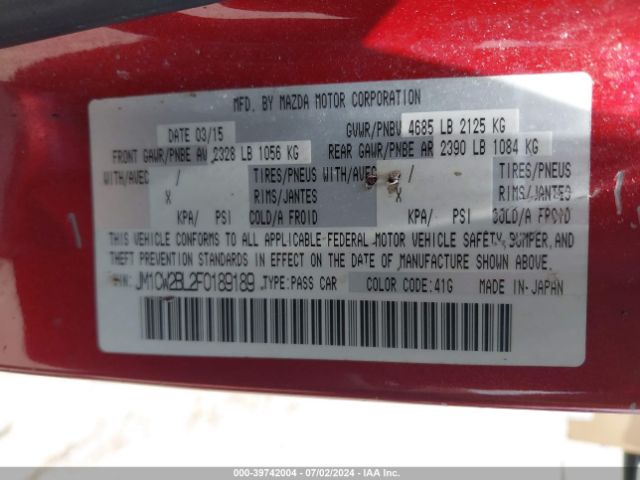 MFD. BY MAZDA MOTOR CORPORATION
DATE 03/15 GVWR/PNBV 4685 LB 2125 KG
FRONT GAWR/PNBE AV 2328 LB 1056 KG REAR GAWR/PNBE AR 2390 LB 1084 KG
WITH/AVEC / TIRES/PNEUS WITH/AVEC / TIRES/PNEUS
X RIMS/JANTES X RIMS/JANTES
KPA/ PSI COLD/A FROID KPA/ PSI COLD/A FROID
THIS VEHICLE CONFORMS TO ALL APPLICABLE FEDERAL MOTOR VEHICLE SAFETY, BUMPER, AND
THEFT PREVENTION STANDARDS IN EFFECT ON THE DATE OF MANUFACTURE SHOWN ABOVE.
VIN: JM1CW2BL2F0189189 TYPE:PASS CAR COLOR CODE:41G MADE IN JAPAN
000-39742004 - 07/02/2024 - IAA Inc.